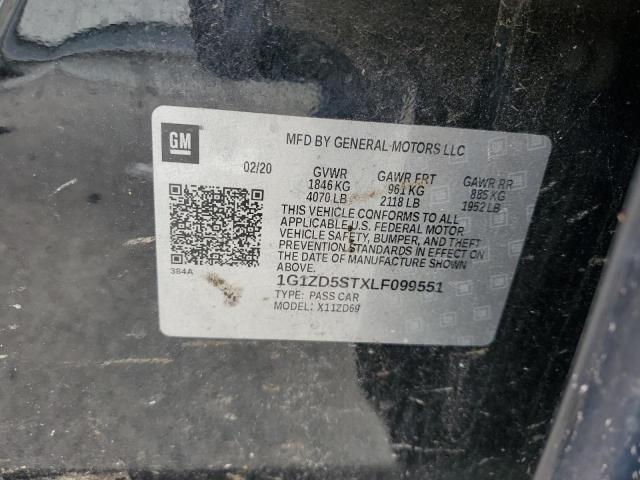 GM
MFD BY GENERAL MOTORS LLC
02/20 GVWR GAWR FRT GAWR RR
1846 KG 961 KG 885 KG
4070 LB 2118 LB 1952 LB
THIS VEHICLE CONFORMS TO ALL
APPLICABLE U.S. FEDERAL MOTOR
VEHICLE SAFETY, BUMPER, AND THEFT
PREVENTION STANDARDS IN EFFECT ON
THE DATE OF MANUFACTURE SHOWN
ABOVE.
384A
1G1ZD5STXLF099551
TYPE: PASS CAR
MODEL: X11ZD69